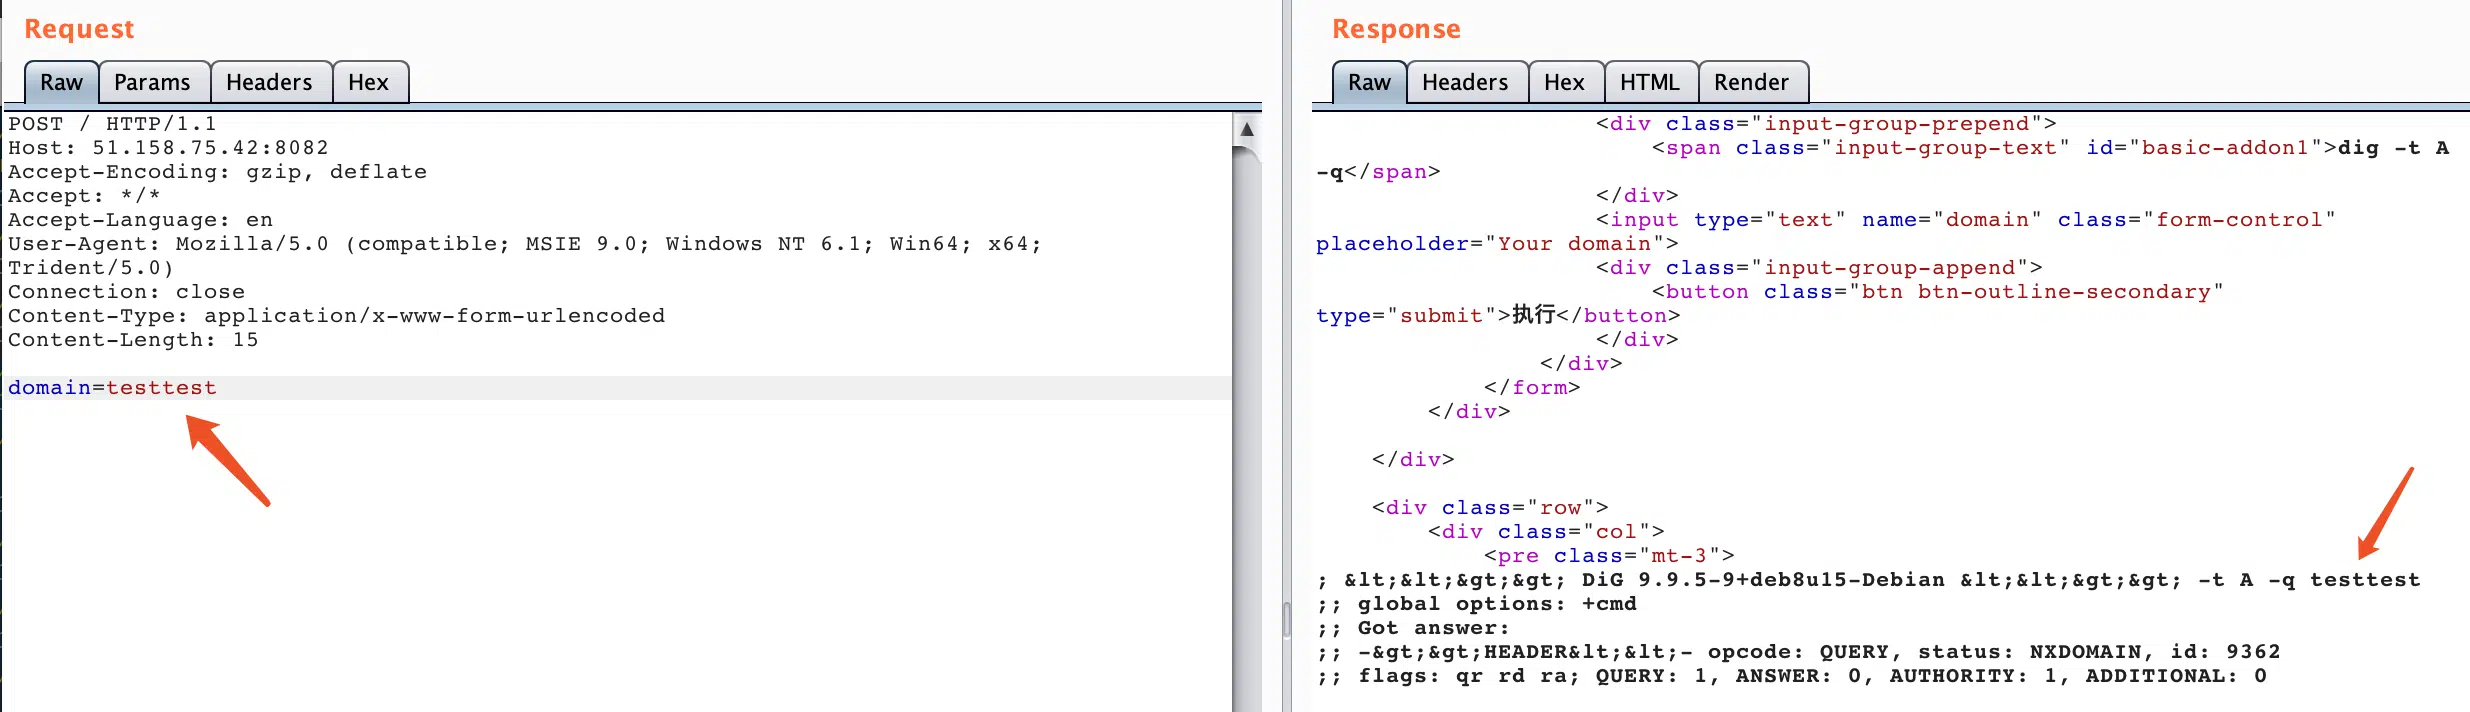 Request
Raw Params Headers Hex
POST / HTTP/1.1
Host: 51.158.75.42:8082
Accept-Encoding: gzip, deflate
Accept: */*
Accept-Language: en
User-Agent: Mozilla/5.0 (compatible; MSIE 9.0; Windows NT 6.1; Win64; x64;
Trident/5.0)
Connection: close
Content-Type: application/x-www-form-urlencoded
Content-Length: 15
domain=testtest
Response
Raw Headers Hex HTML Render
<div class="input-group-prepend">
<span class="input-group-text" id="basic-addon1">dig -t A
-q</span>
</div>
<input type="text" name="domain" class="form-control"
placeholder="Your domain">
<div class="input-group-append">
<button class="btn btn-outline-secondary"
type="submit">执行</button>
</div>
</div>
</form>
</div>
</div>
<div class="row">
<div class="col">
<pre class="mt-3">
; &lt;&lt;&gt;&gt; DiG 9.9.5-9+deb8u15-Debian &lt;&lt;&gt;&gt; -t A -q testtest
;; global options: +cmd
;; Got answer:
;; -&gt;&gt;HEADER&lt;&lt;- opcode: QUERY, status: NXDOMAIN, id: 9362
;; flags: qr rd ra; QUERY: 1, ANSWER: 0, AUTHORITY: 1, ADDITIONAL: 0